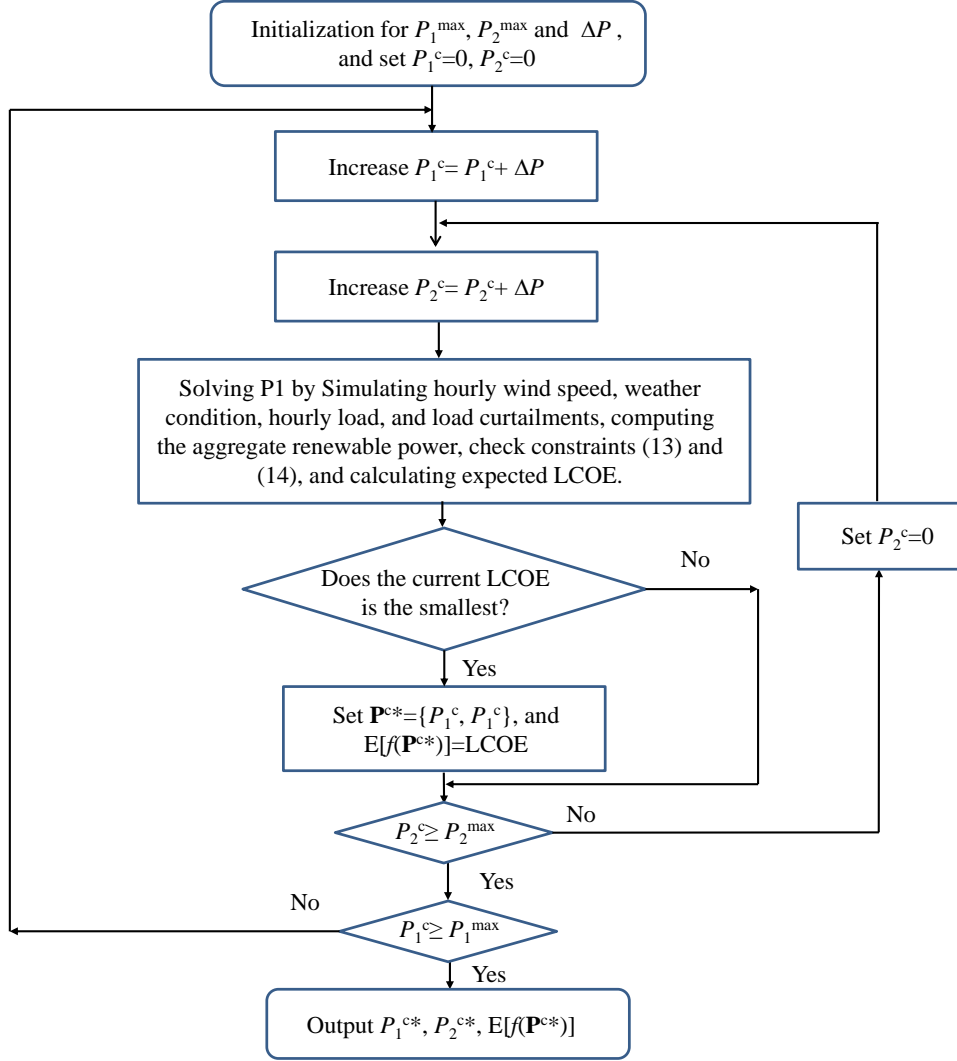 Initialization for P₁ᵐᵃˣ, P₂ᵐᵃˣ and ΔP ,
and set P₁ᶜ=0, P₂ᶜ=0
Increase P₁ᶜ= P₁ᶜ+ ΔP
Increase P₂ᶜ= P₂ᶜ+ ΔP
Solving P1 by Simulating hourly wind speed, weather
condition, hourly load, and load curtailments, computing
the aggregate renewable power, check constraints (13) and
(14), and calculating expected LCOE.
Set P₂ᶜ=0
Does the current LCOE
is the smallest?
No
Yes
Set Pᶜ*={P₁ᶜ, P₁ᶜ}, and
E[f(Pᶜ*)]=LCOE
P₂ᶜ≥ P₂ᵐᵃˣ
No
Yes
P₁ᶜ≥ P₁ᵐᵃˣ
No
Yes
Output P₁ᶜ*, P₂ᶜ*, E[f(Pᶜ*)]